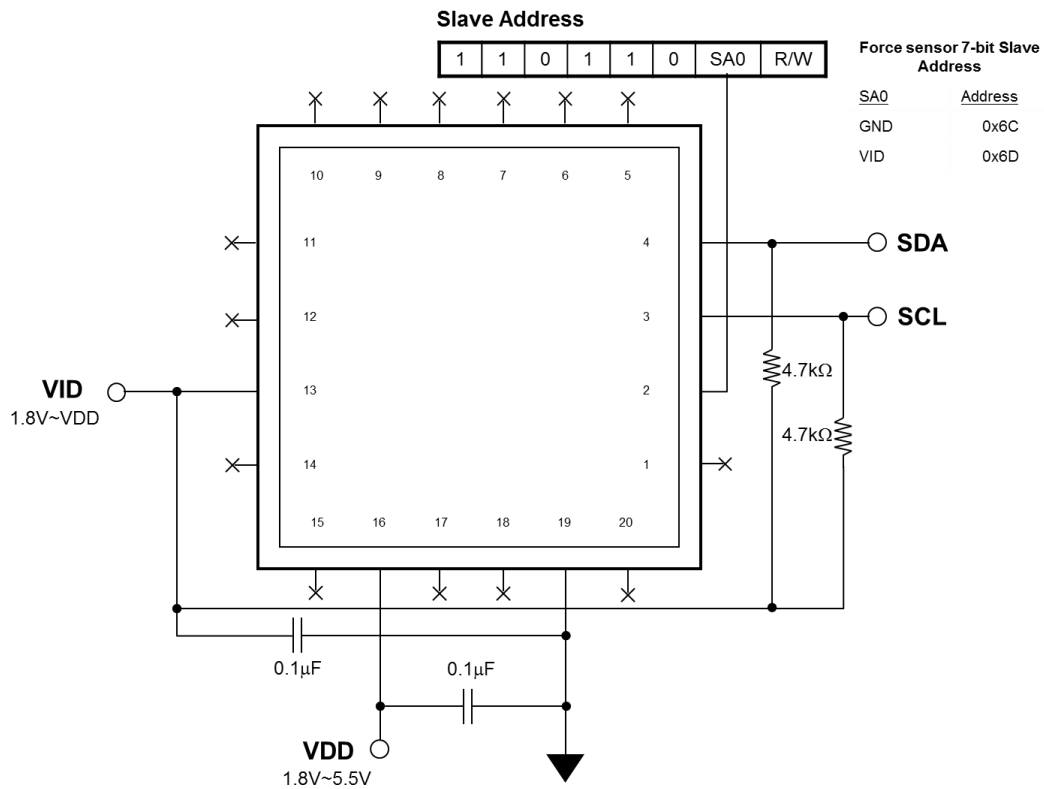 Slave Address
1 1 0 1 1 0 SA0 R/W
Force sensor 7-bit Slave
Address
SA0 Address
GND 0x6C
VID 0x6D
10 9 8 7 6 5
11 4 SDA
12 3 SCL
4.7kΩ
VID 13 2
1.8V~VDD
4.7kΩ
14 1
15 16 17 18 19 20
0.1μF 0.1μF
VDD
1.8V~5.5V